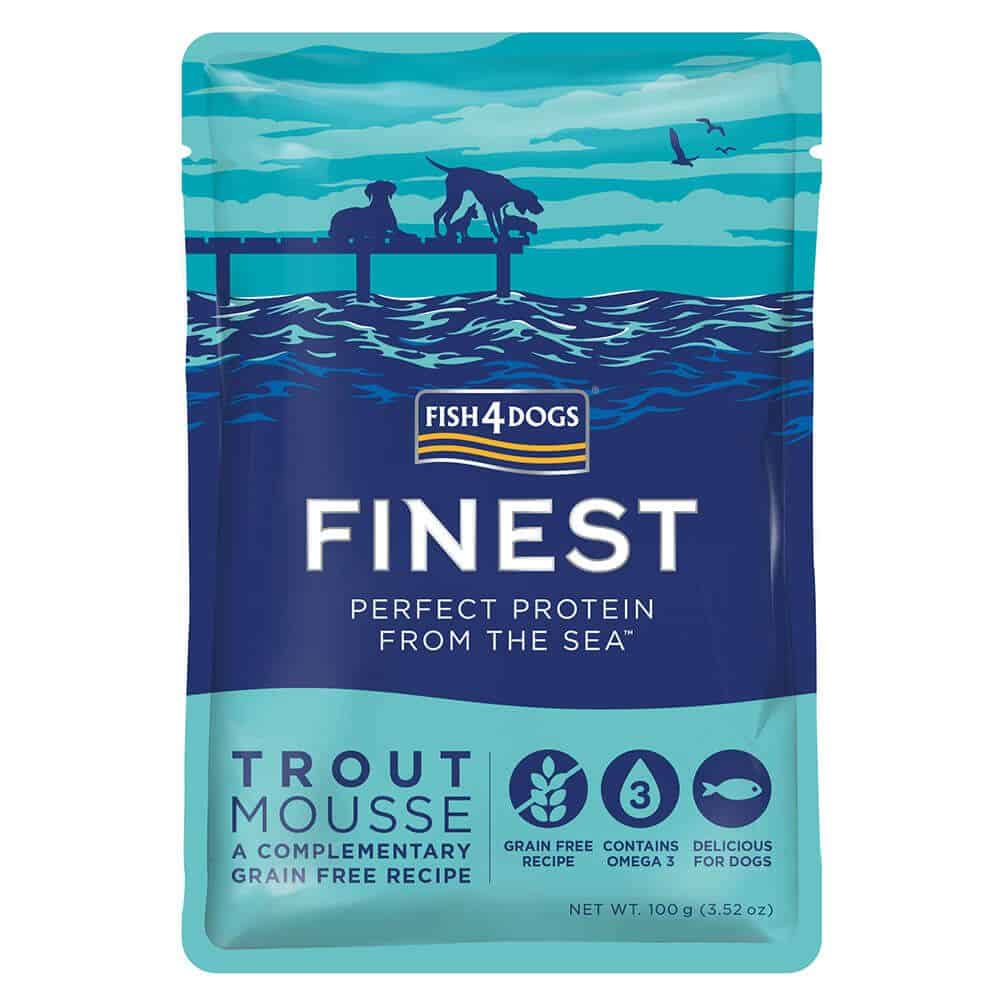 FISH4DOGS®
FINEST
PERFECT PROTEIN
FROM THE SEA™
TROUT
MOUSSE
A COMPLEMENTARY
GRAIN FREE RECIPE
GRAIN FREE
RECIPE
3
CONTAINS
OMEGA 3
DELICIOUS
FOR DOGS
NET WT. 100 g (3.52 oz)